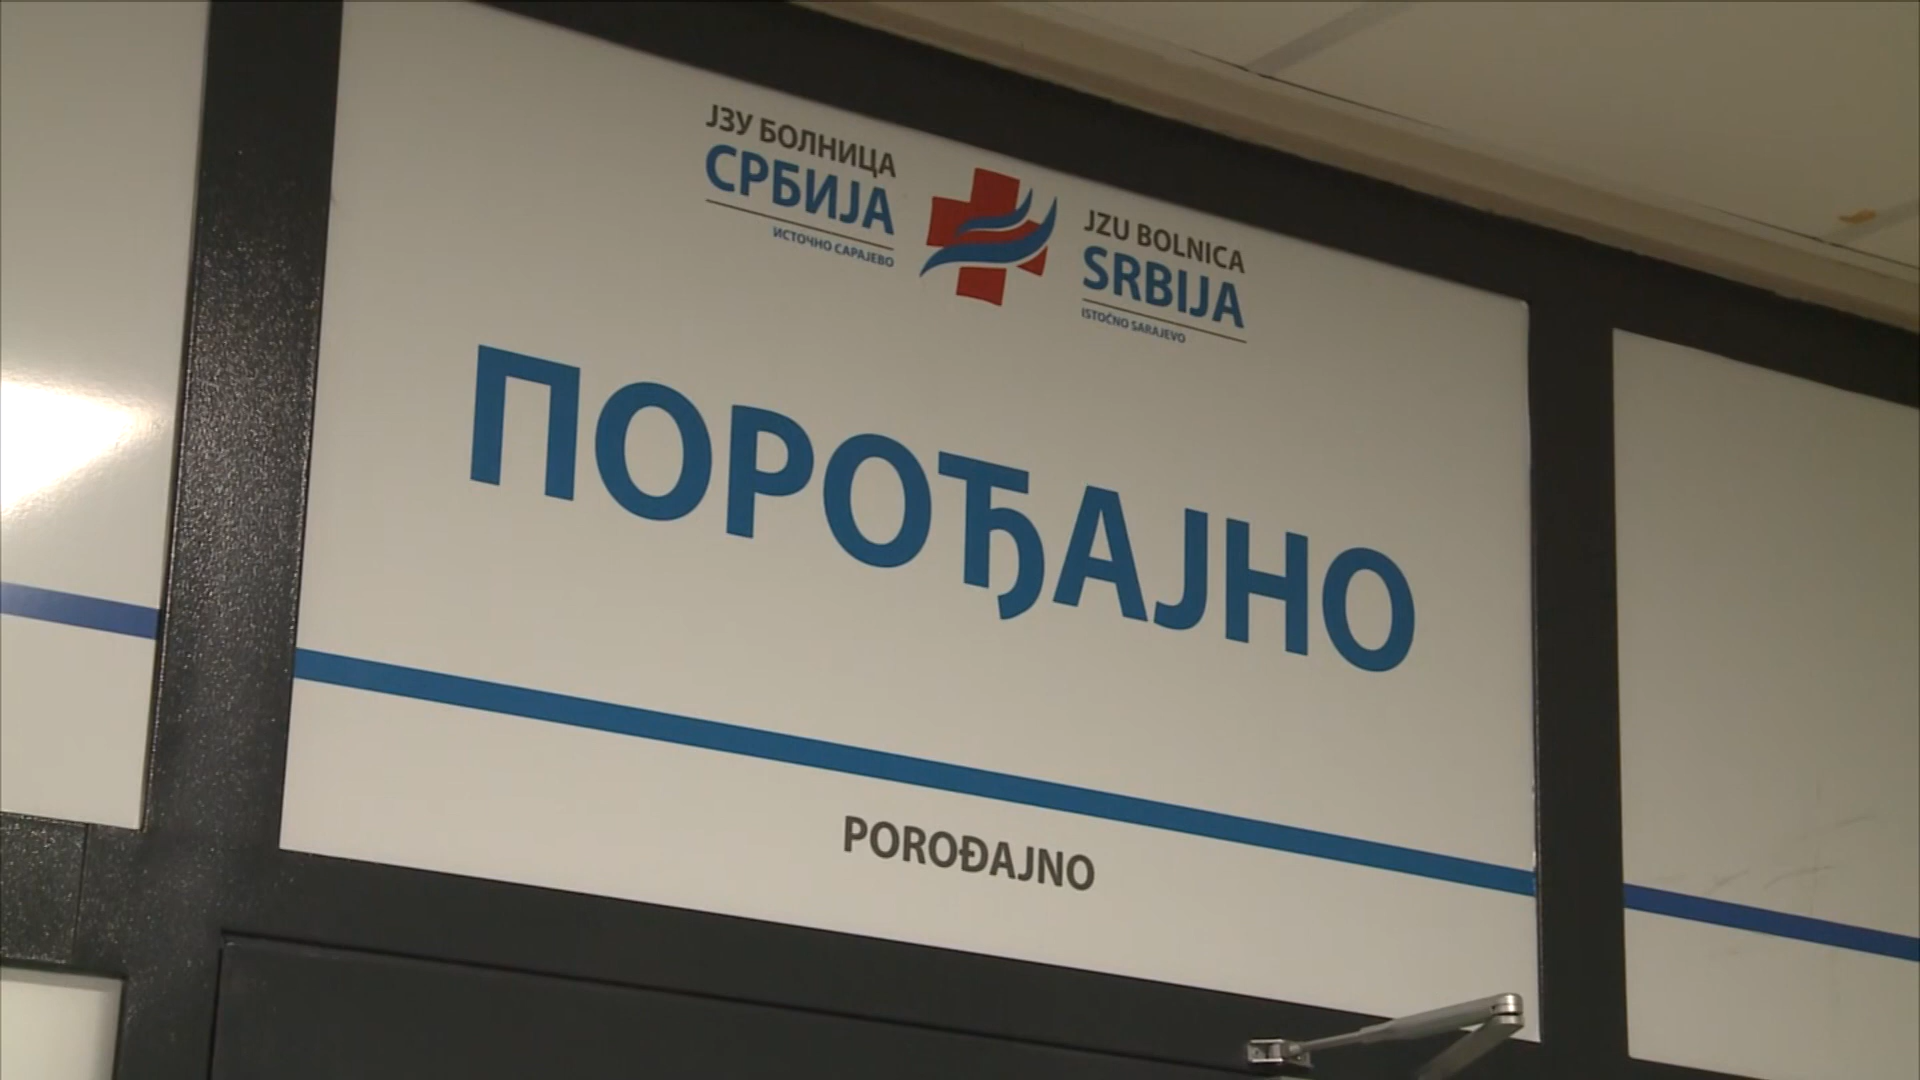 ЈЗУ БОЛНИЦА
СРБИЈА
ИСТОЧНО САРАЈЕВО
JZU BOLNICA
SRBIJA
ISTOČNO SARAJEVO
ПОРОЂАЈНО
POROĐAJNO